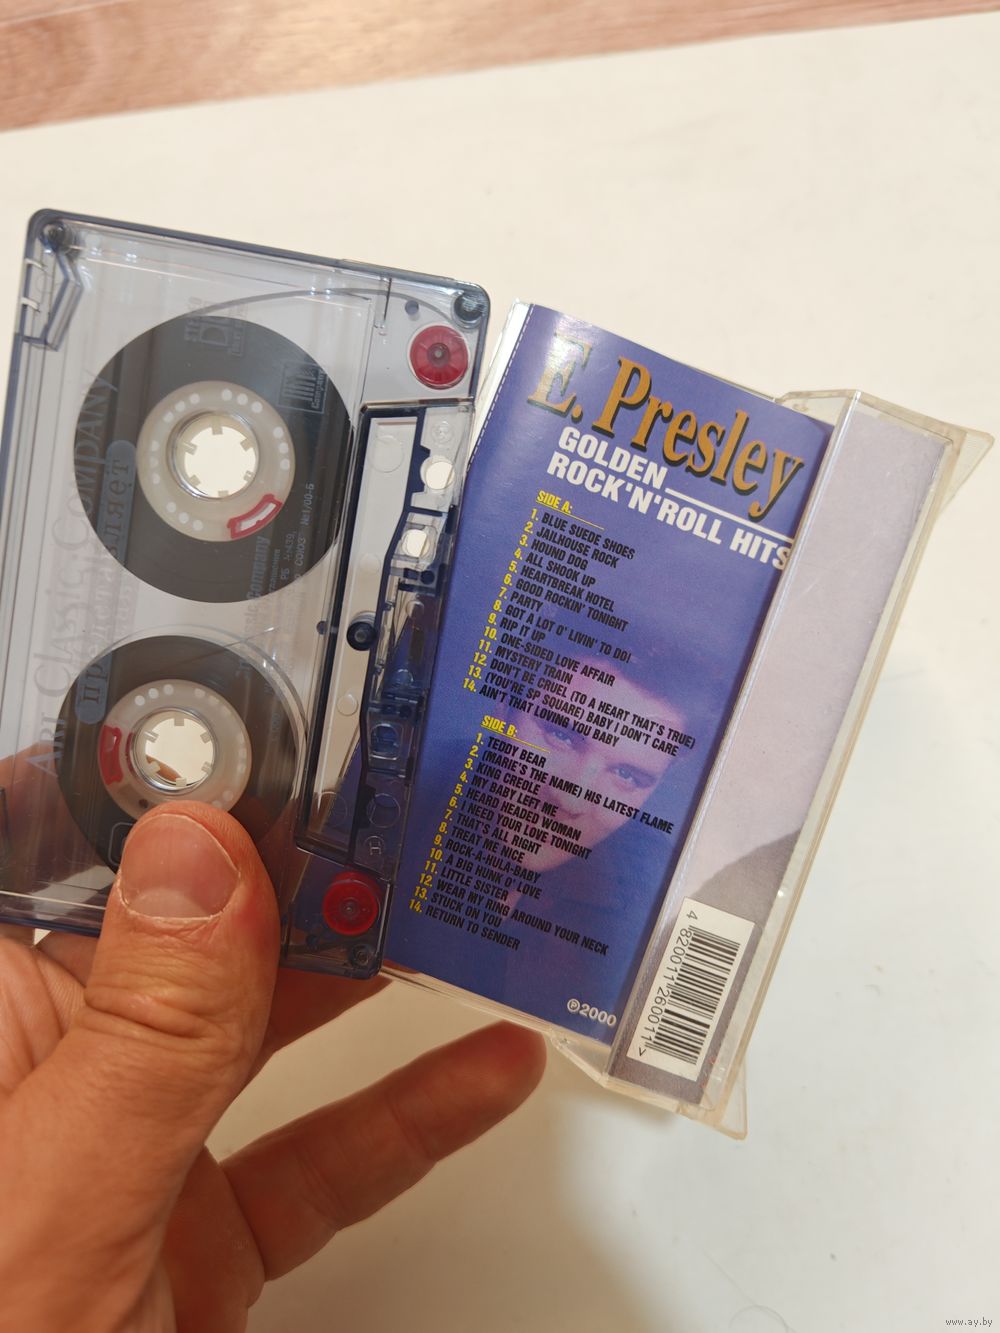 E. Presley
GOLDEN
ROCK'N'ROLL HITS
SIDE A:
1. BLUE SUEDE SHOES
2. JAILHOUSE ROCK
3. HOUND DOG
4. ALL SHOOK UP
5. HEARTBREAK HOTEL
6. GOOD ROCKIN' TONIGHT
7. PARTY
8. GOT A LOT O' LIVIN' TO DO!
9. RIP IT UP
10. ONE-SIDED LOVE AFFAIR
11. MYSTERY TRAIN
12. DON'T BE CRUEL (TO A HEART THAT'S TRUE)
13. (YOU'RE SP SQUARE) BABY I DON'T CARE
14. AIN'T THAT LOVING YOU BABY
SIDE B:
1. TEDDY BEAR
2. (MARIE'S THE NAME) HIS LATEST FLAME
3. KING CREOLE
4. MY BABY LEFT ME
5. HEARD HEADED WOMAN
6. I NEED YOUR LOVE TONIGHT
7. THAT'S ALL RIGHT
8. TREAT ME NICE
9. ROCK-A-HULA-BABY
10. A BIG HUNK O' LOVE
11. LITTLE SISTER
12. WEAR MY RING AROUND YOUR NECK
13. STUCK ON YOU
14. RETURN TO SENDER
℗2000
4 820011 260011 >
ART Classic COMPANY
Company
СОЮЗ №1/00-Б
www.ay.by